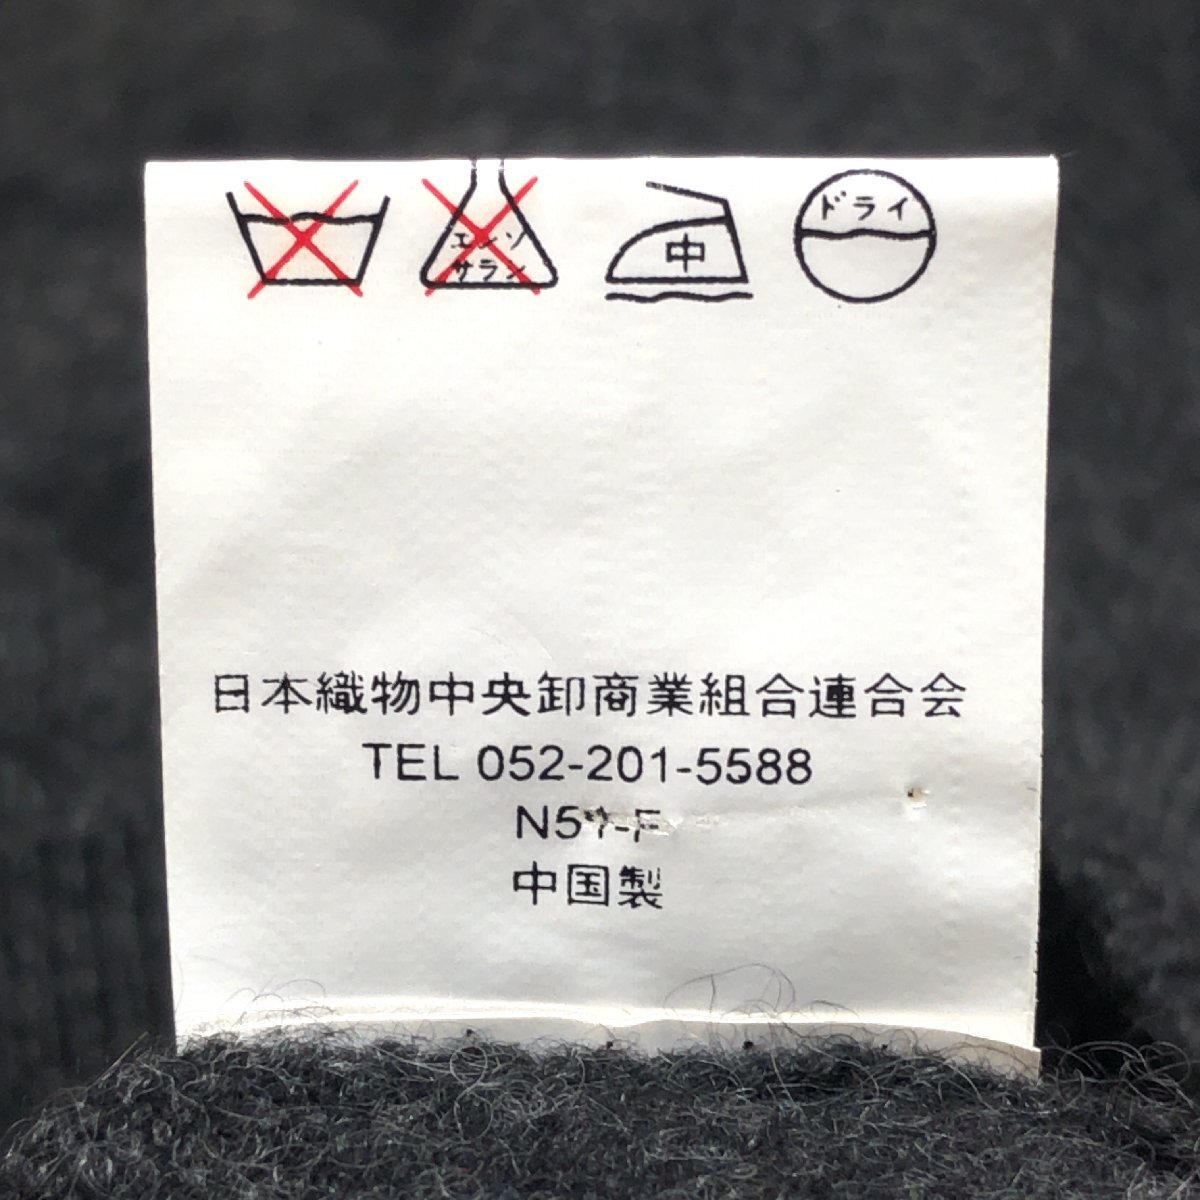 エンソ
サラシ
中
ドライ
日本織物中央卸商業組合連合会
TEL 052-201-5588
中国製